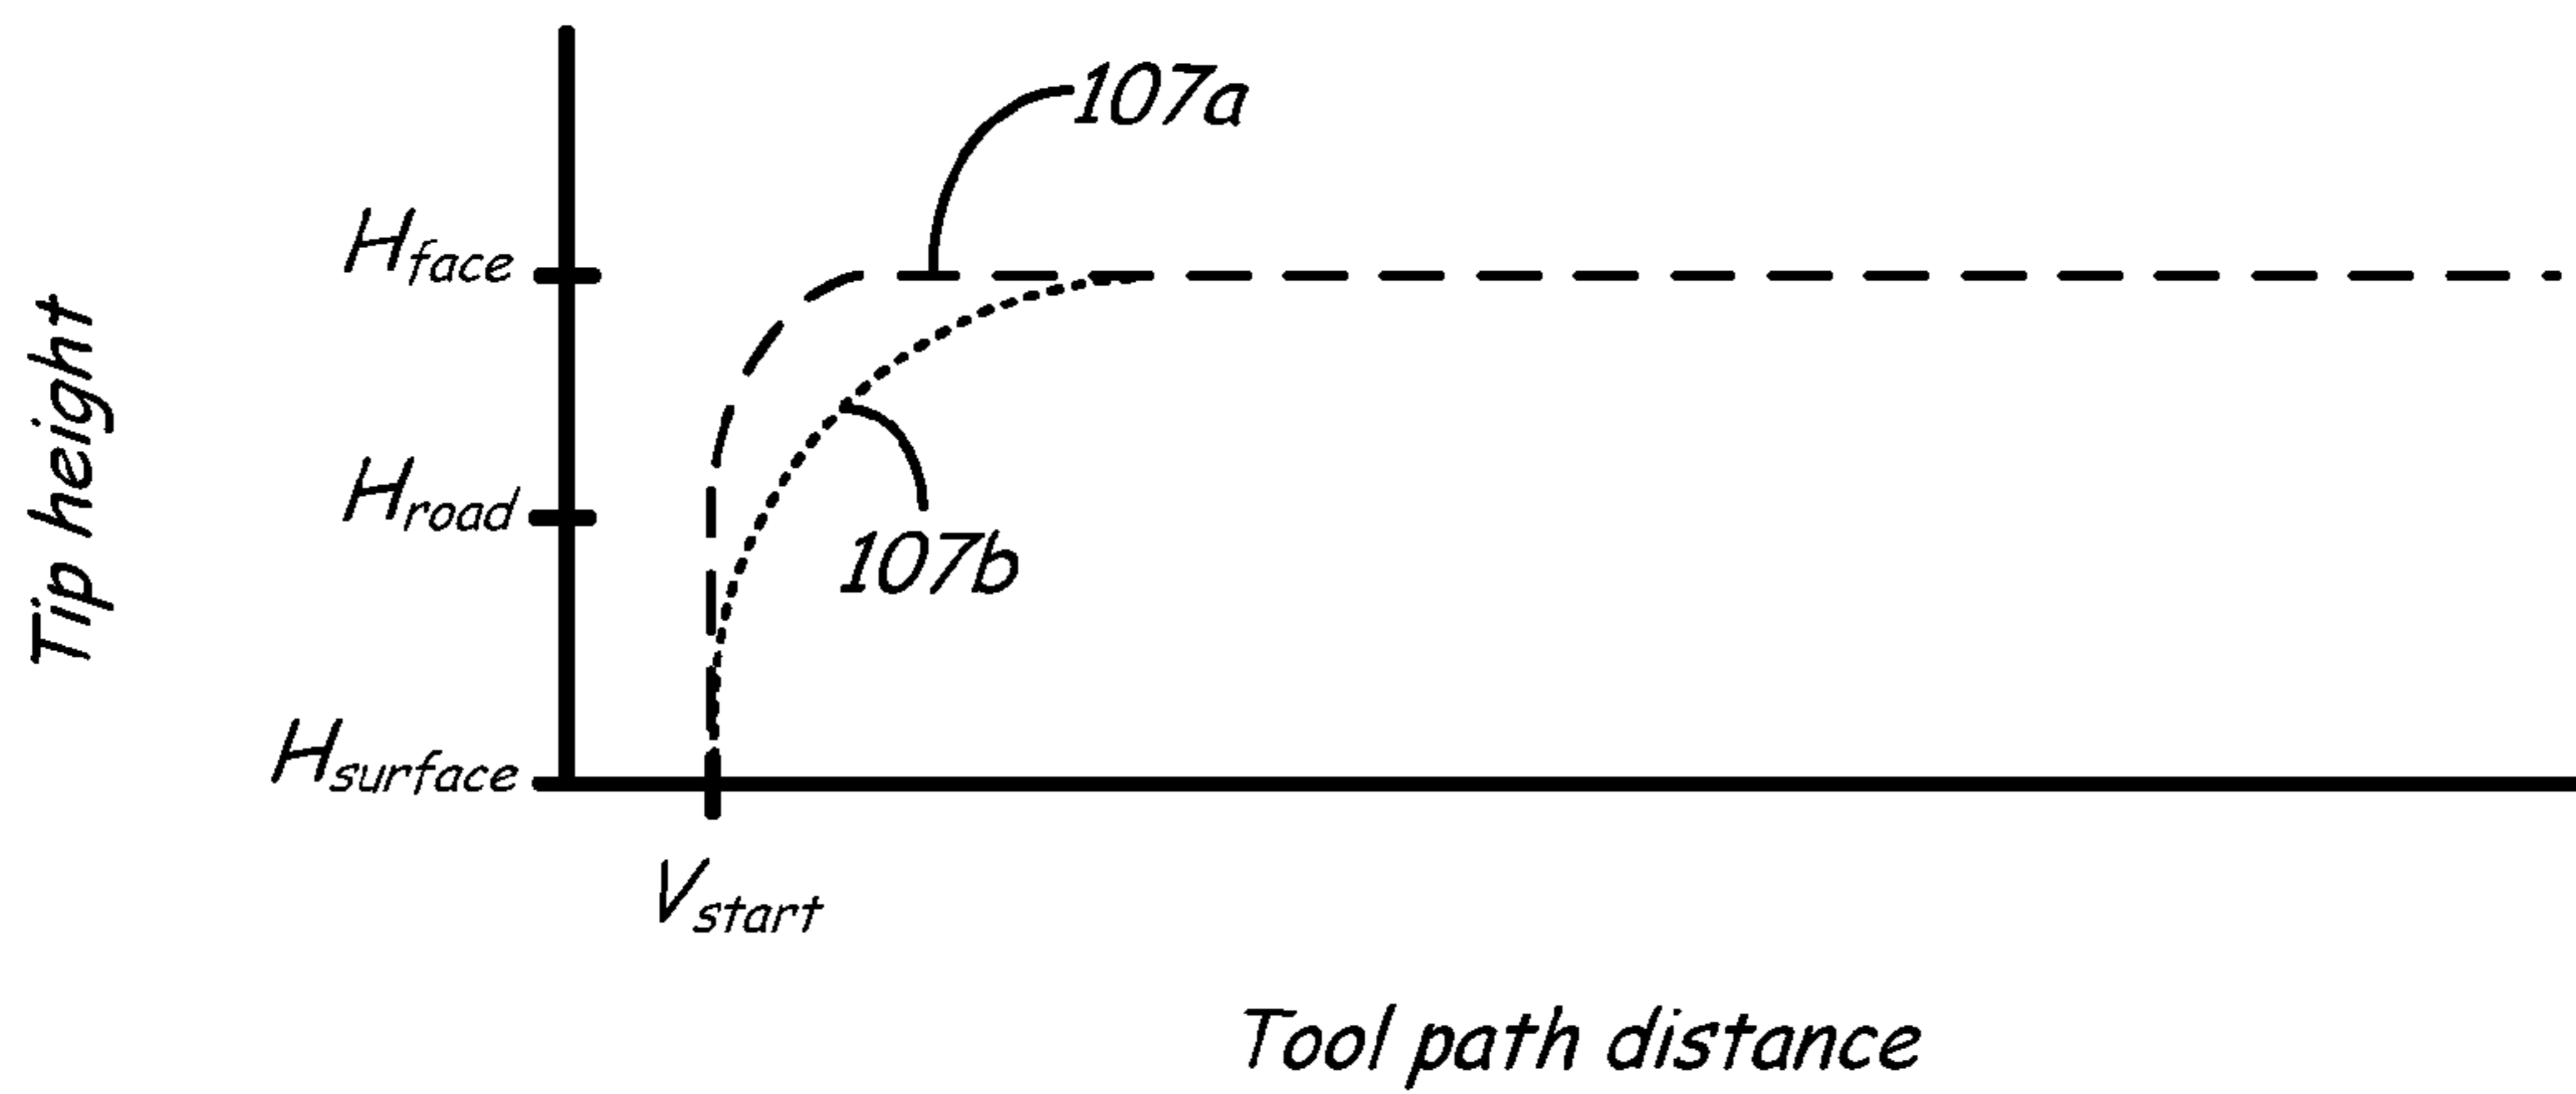 107a
Hface
Tip height
Hroad
107b
Hsurface
Vstart
Tool path distance